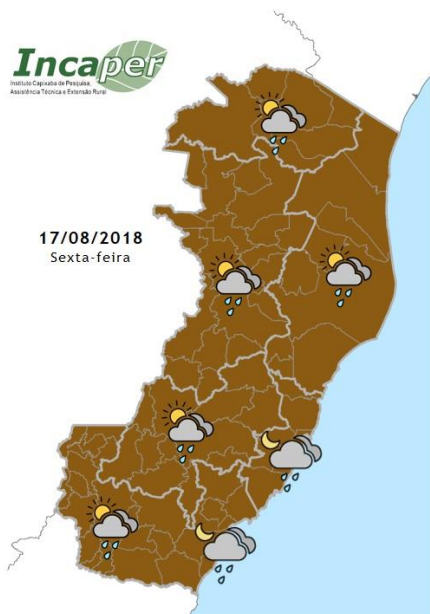 Incaper
Instituto Capixaba de Pesquisa,
Assistência Técnica e Extensão Rural
17/08/2018
Sexta-feira